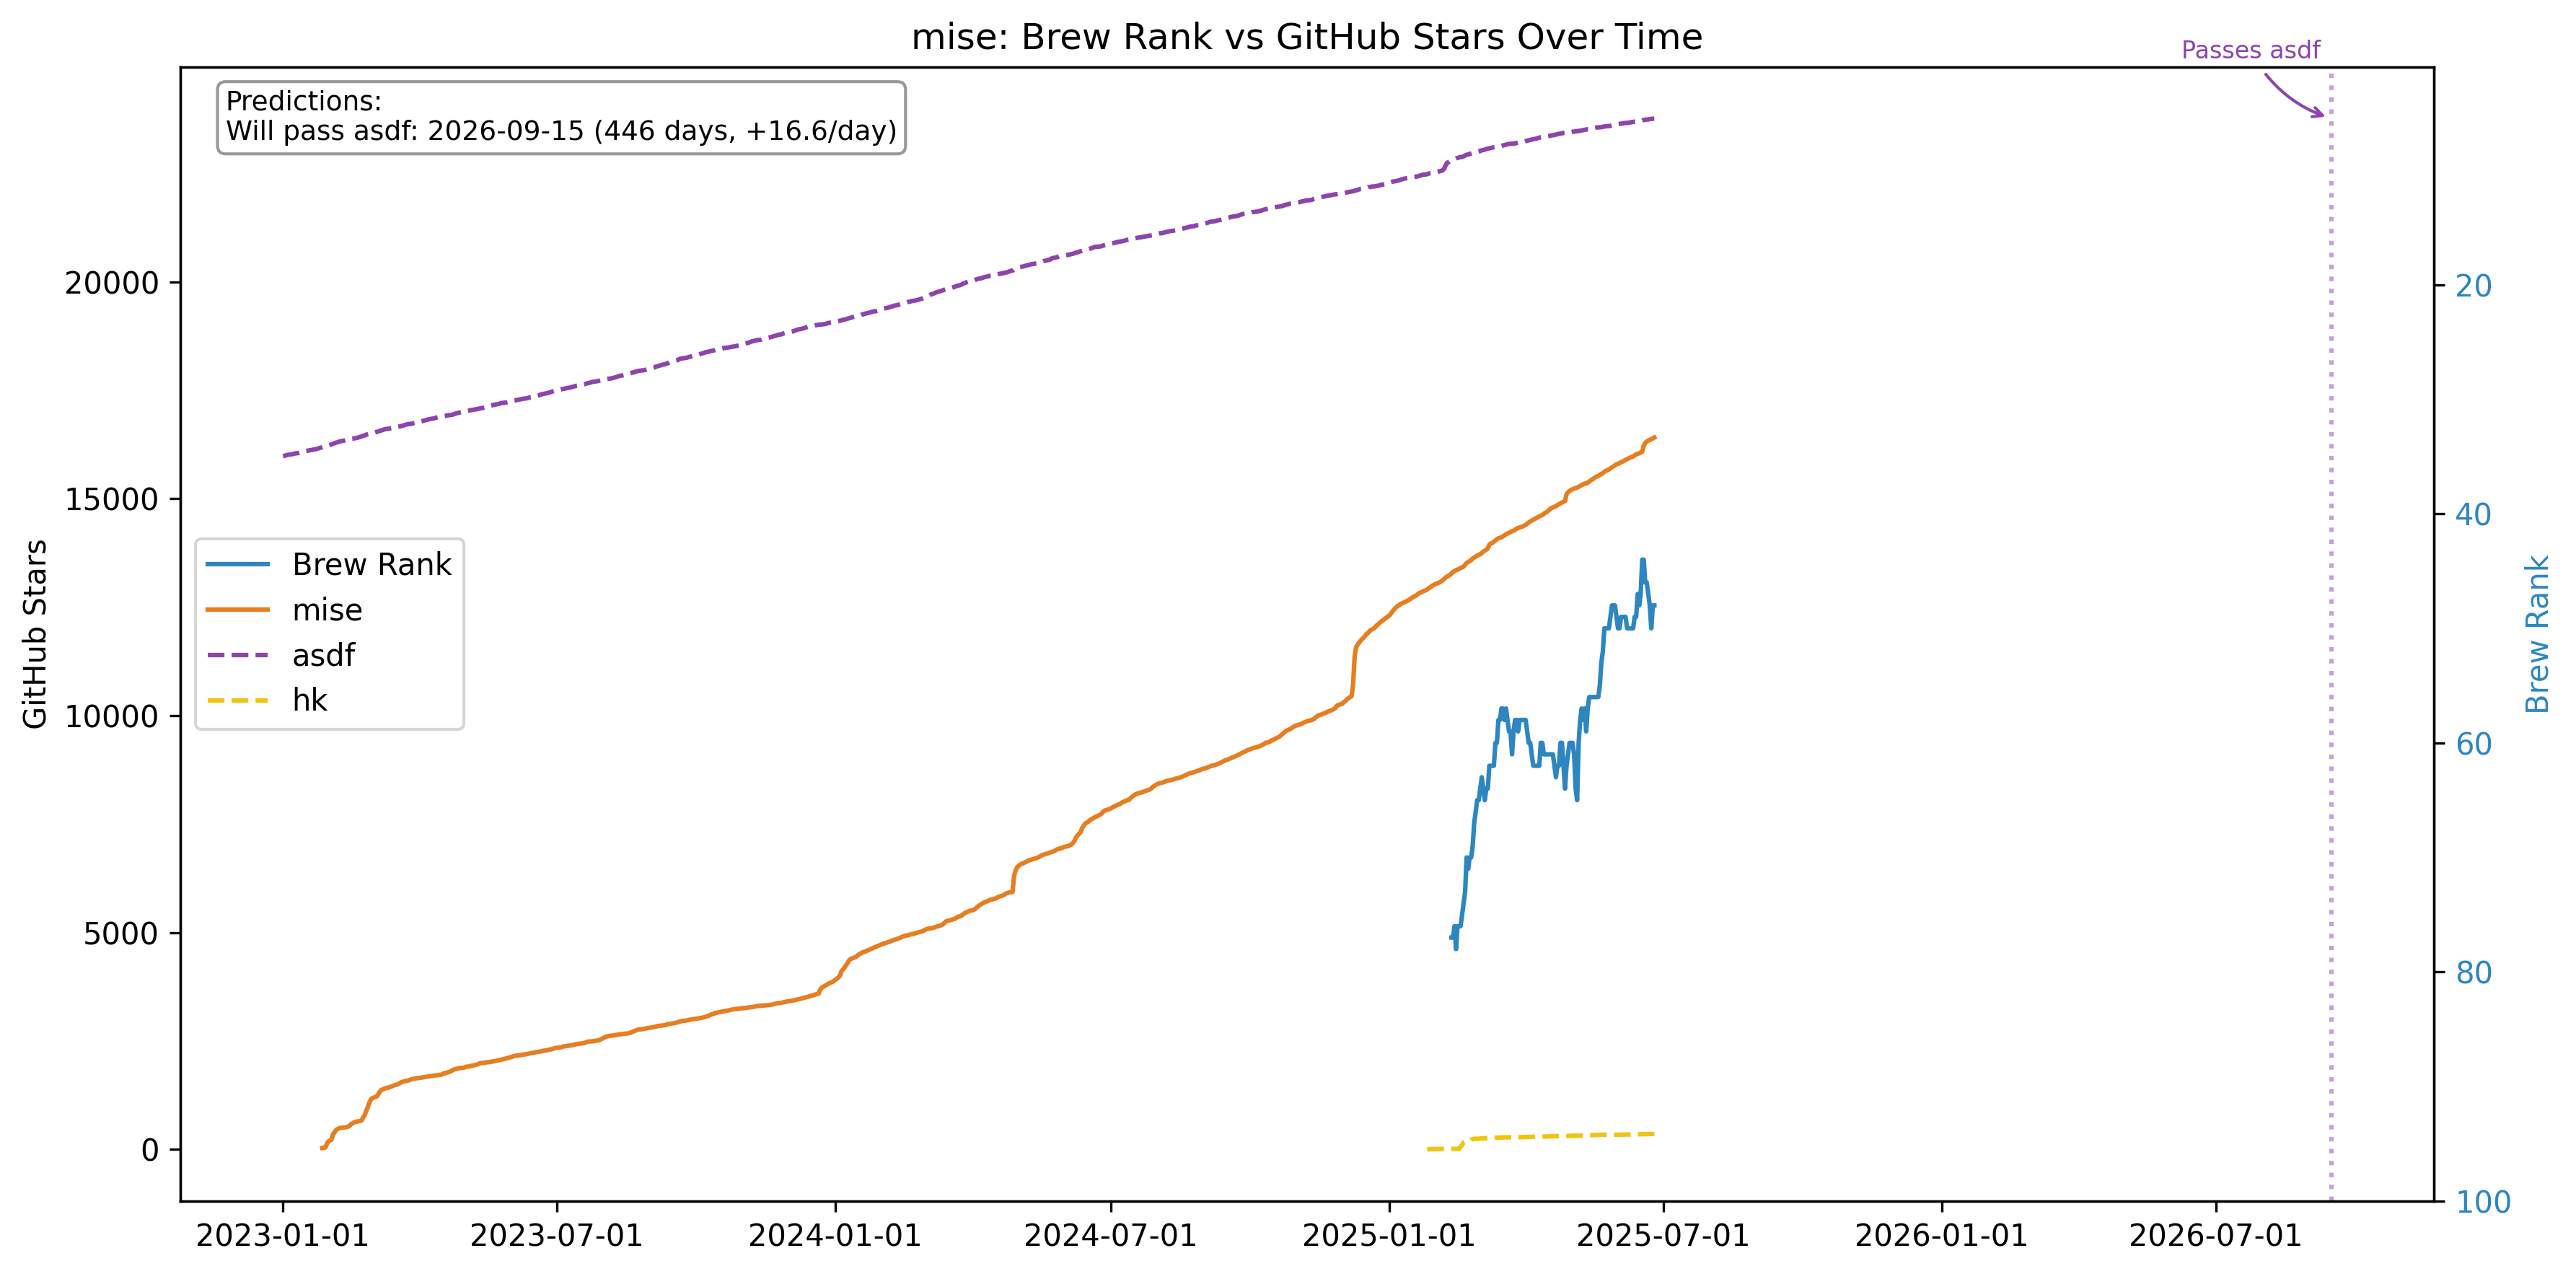 mise: Brew Rank vs GitHub Stars Over Time
Passes asdf
Predictions:
Will pass asdf: 2026-09-15 (446 days, +16.6/day)
GitHub Stars
20000
15000
10000
5000
0
Brew Rank
mise
asdf
hk
20
40
60
80
100
Brew Rank
2023-01-01
2023-07-01
2024-01-01
2024-07-01
2025-01-01
2025-07-01
2026-01-01
2026-07-01